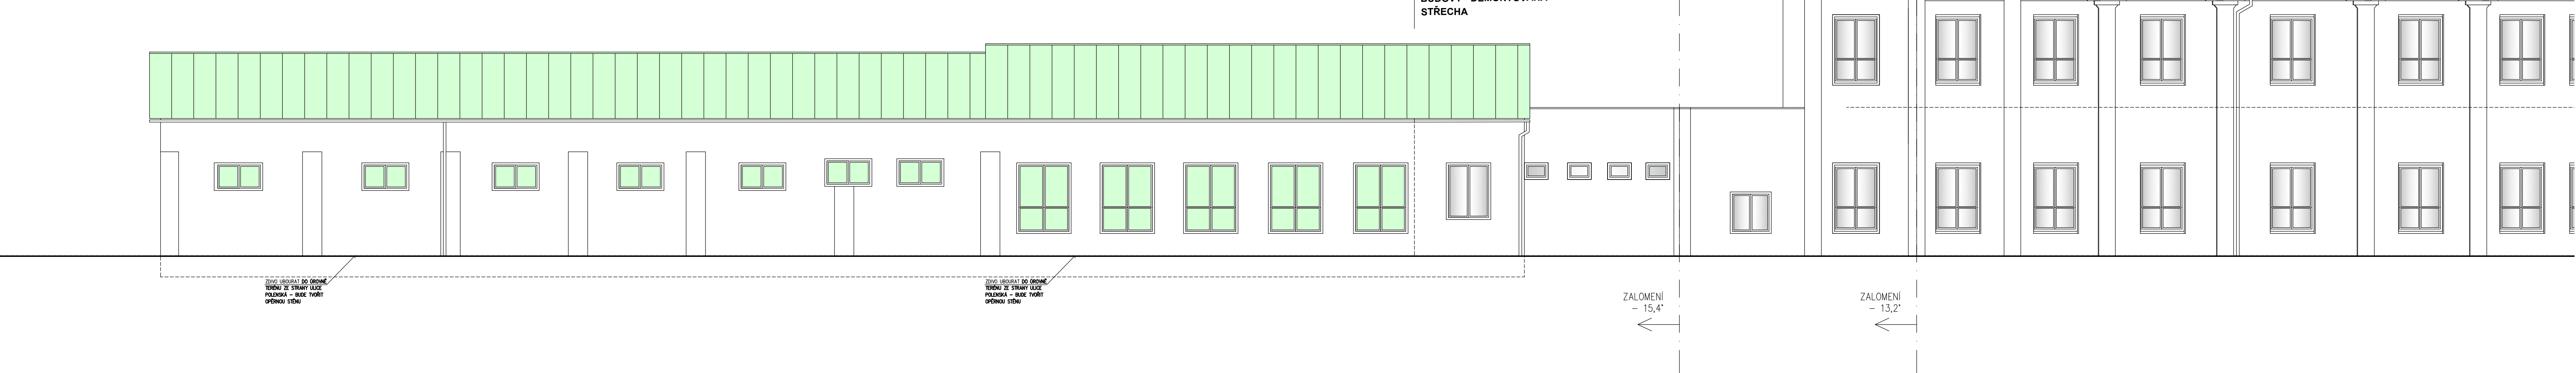 STŘECHA
ZDIVO UBOURAT DO ÚROVNĚ
TERÉNU ZE STRANY ULICE
POLENSKÁ – BUDE TVOŘIT
OPĚRNOU STĚNU
ZDIVO UBOURAT DO ÚROVNĚ
TERÉNU ZE STRANY ULICE
POLENSKÁ – BUDE TVOŘIT
OPĚRNOU STĚNU
ZALOMENÍ
– 15,4°
ZALOMENÍ
– 13,2°